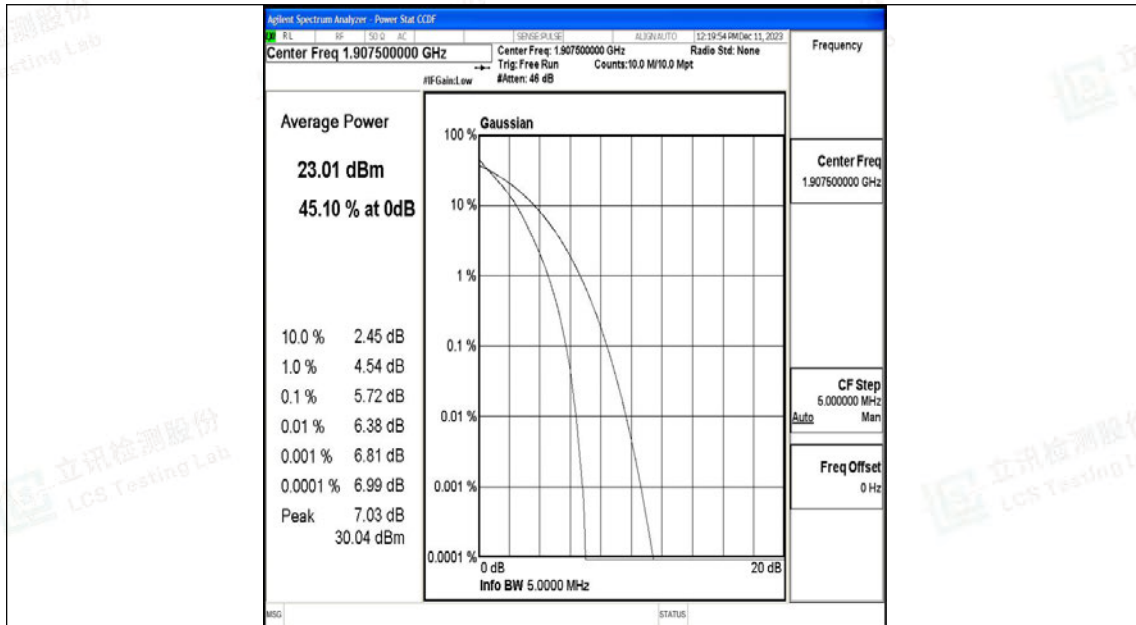 Agilent Spectrum Analyzer - Power Stat CCDF
RL RF 50 Ω AC SENSE:PULSE ALIGNAUTO 12:19:54 PM Dec 11, 2023
Center Freq 1.907500000 GHz
Center Freq: 1.907500000 GHz Radio Std: None
Trig: Free Run Counts:10.0 M/10.0 Mpt
#IFGain:Low #Atten: 46 dB
Frequency
Average Power
23.01 dBm
45.10 % at 0dB
10.0 % 2.45 dB
1.0 % 4.54 dB
0.1 % 5.72 dB
0.01 % 6.38 dB
0.001 % 6.81 dB
0.0001 % 6.99 dB
Peak 7.03 dB
30.04 dBm
Gaussian
100 %
10 %
1 %
0.1 %
0.01 %
0.001 %
0.0001 %
0 dB 20 dB
Info BW 5.0000 MHz
Center Freq
1.907500000 GHz
CF Step
5.000000 MHz
Auto Man
Freq Offset
0 Hz
MSG STATUS
立讯检测股份
LCS Testing Lab
立讯检测股份
LCS Testing Lab